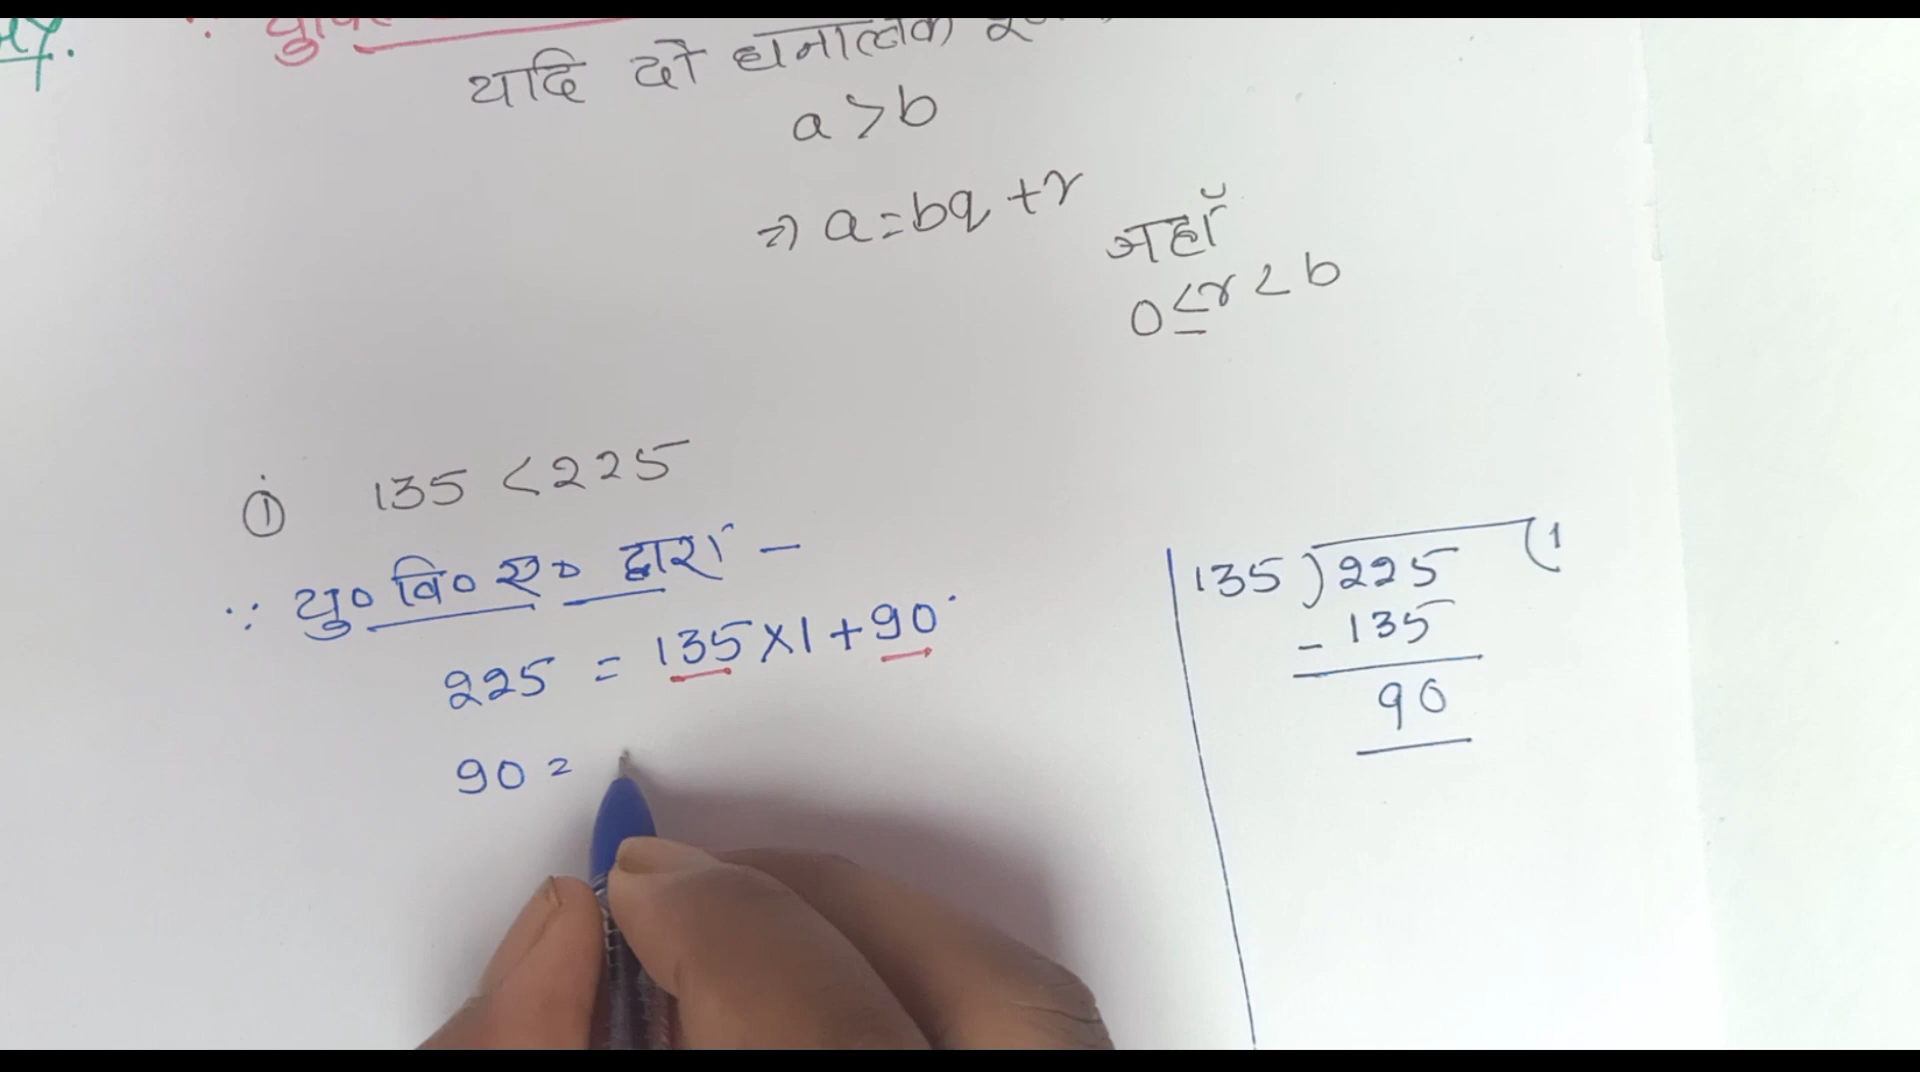 यदि दो धनात्मक
a > b
⇒ a = bq + r
जहाँ
0 ≤ r < b
① 135 < 225
∵ यु० वि० ए० द्वारा -
225 = 135 × 1 + 90
90 =
135 ) 225 ( 1
- 135
90